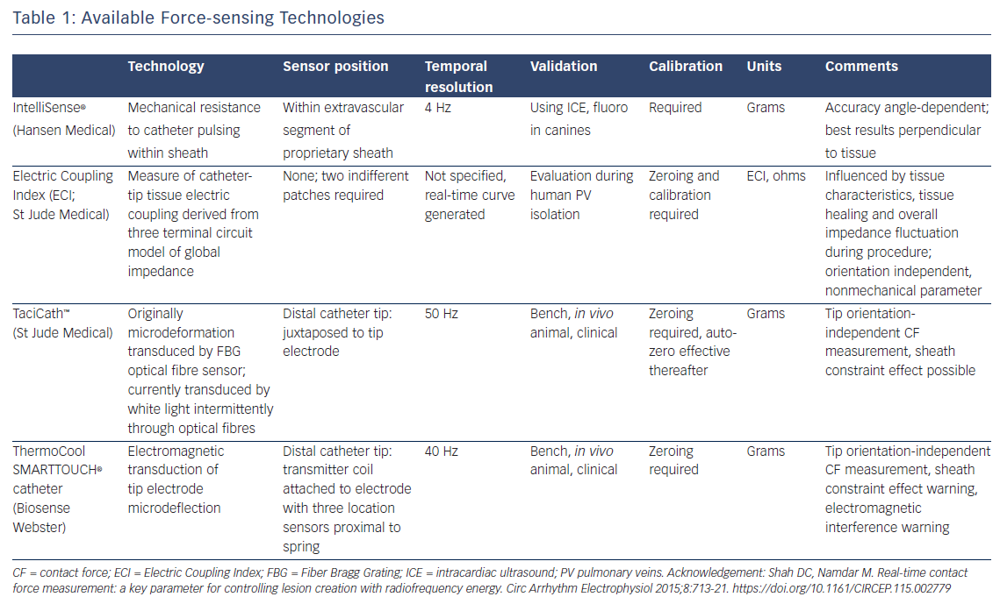 Table 1: Available Force-sensing Technologies
Technology Sensor position Temporal resolution Validation Calibration Units Comments
IntelliSense® (Hansen Medical)
Mechanical resistance
to catheter pulsing
within sheath
Within extravascular
segment of
proprietary sheath
4 Hz
Using ICE, fluoro
in canines
Required
Grams
Accuracy angle-dependent;
best results perpendicular
to tissue
Electric Coupling
Index (ECI;
St Jude Medical)
Measure of catheter-
tip tissue electric
coupling derived from
three terminal circuit
model of global
impedance
None; two indifferent
patches required
Not specified,
real-time curve
generated
Evaluation during
human PV
isolation
Zeroing and
calibration
required
ECI, ohms
Influenced by tissue
characteristics, tissue
healing and overall
impedance fluctuation
during procedure;
orientation independent,
nonmechanical parameter
TaciCath™
(St Jude Medical)
Originally
microdeformation
transduced by FBG
optical fibre sensor;
currently transduced by
white light intermittently
through optical fibres
Distal catheter tip:
juxtaposed to tip
electrode
50 Hz
Bench, in vivo
animal, clinical
Zeroing
required, auto-
zero effective
thereafter
Grams
Tip orientation-
independent CF
measurement, sheath
constraint effect possible
ThermoCool
SMARTTOUCH®
catheter
(Biosense
Webster)
Electromagnetic
transduction of
tip electrode
microdeflection
Distal catheter tip:
transmitter coil
attached to electrode
with three location
sensors proximal to
spring
40 Hz
Bench, in vivo
animal, clinical
Zeroing
required
Grams
Tip orientation-independent
CF measurement, sheath
constraint effect warning,
electromagnetic
interference warning
CF = contact force; ECI = Electric Coupling Index; FBG = Fiber Bragg Grating; ICE = intracardiac ultrasound; PV pulmonary veins. Acknowledgement: Shah DC, Namdar M. Real-time contact
force measurement: a key parameter for controlling lesion creation with radiofrequency energy. Circ Arrhythm Electrophysiol 2015;8:713-21. https://doi.org/10.1161/CIRCEP.115.002779